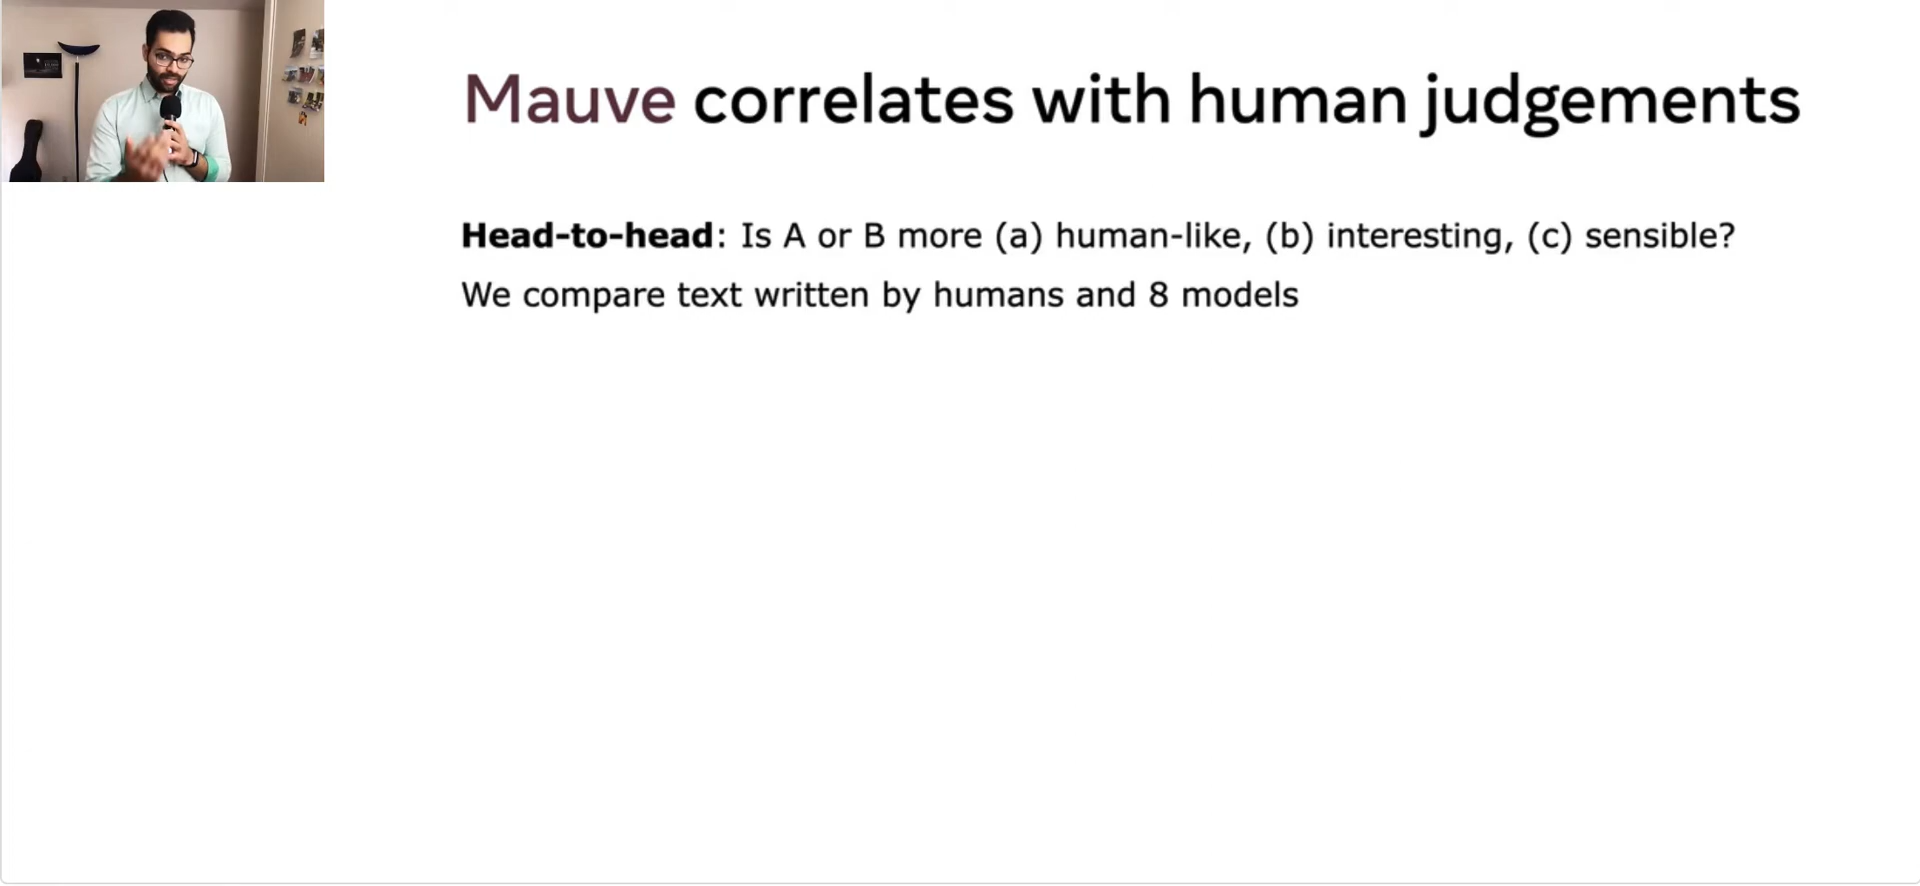 Mauve correlates with human judgements
Head-to-head: Is A or B more (a) human-like, (b) interesting, (c) sensible?
We compare text written by humans and 8 models